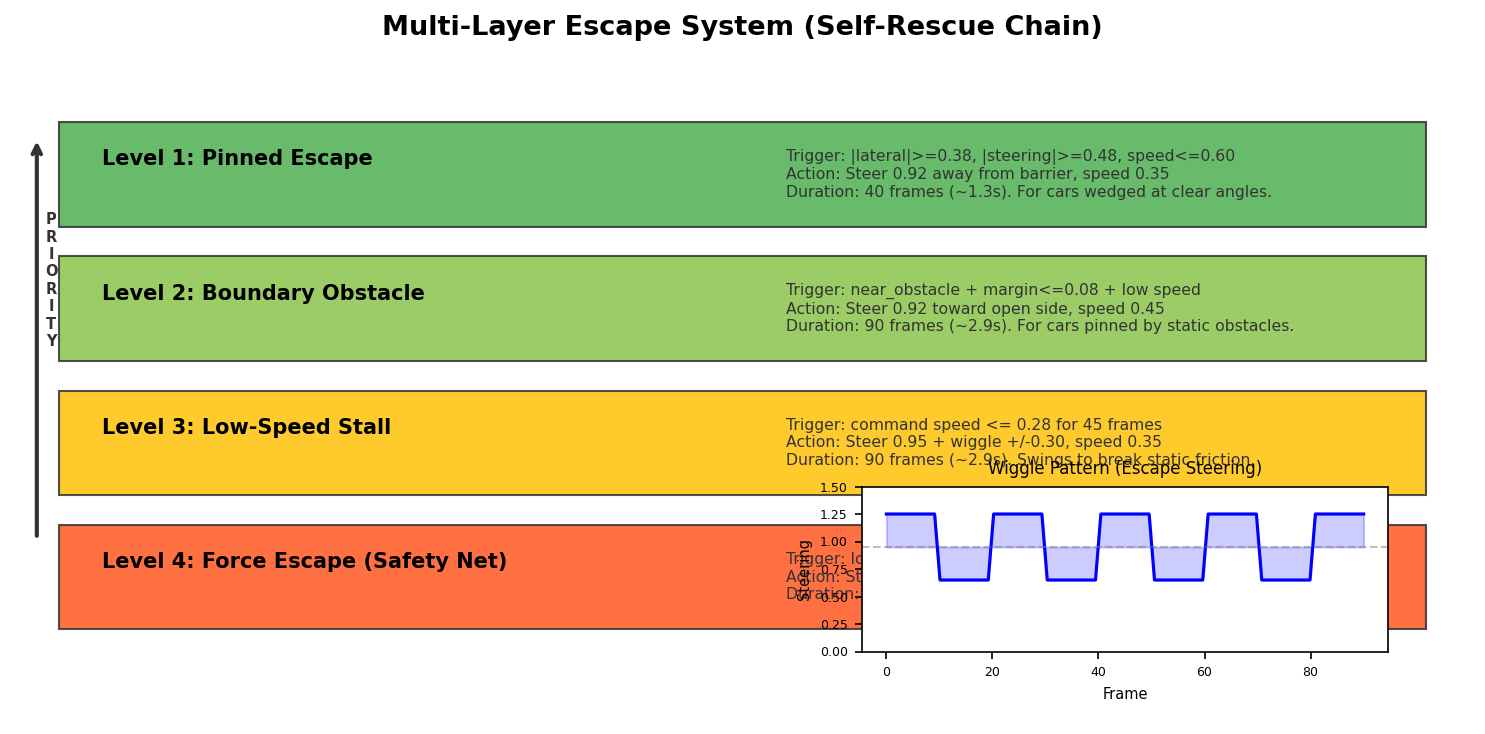 Multi-Layer Escape System (Self-Rescue Chain)
PRIORITY
Level 1: Pinned Escape
Trigger: |lateral|>=0.38, |steering|>=0.48, speed<=0.60
Action: Steer 0.92 away from barrier, speed 0.35
Duration: 40 frames (~1.3s). For cars wedged at clear angles.
Level 2: Boundary Obstacle
Trigger: near_obstacle + margin<=0.08 + low speed
Action: Steer 0.92 toward open side, speed 0.45
Duration: 90 frames (~2.9s). For cars pinned by static obstacles.
Level 3: Low-Speed Stall
Trigger: command speed <= 0.28 for 45 frames
Action: Steer 0.95 + wiggle +/-0.30, speed 0.35
Duration: 90 frames (~2.9s). Swings to break static friction.
Level 4: Force Escape (Safety Net)
Trigger:
Action:
Duration:
Wiggle Pattern (Escape Steering)
Steering
1.50
1.25
1.00
0.75
0.50
0.25
0.00
0 20 40 60 80
Frame